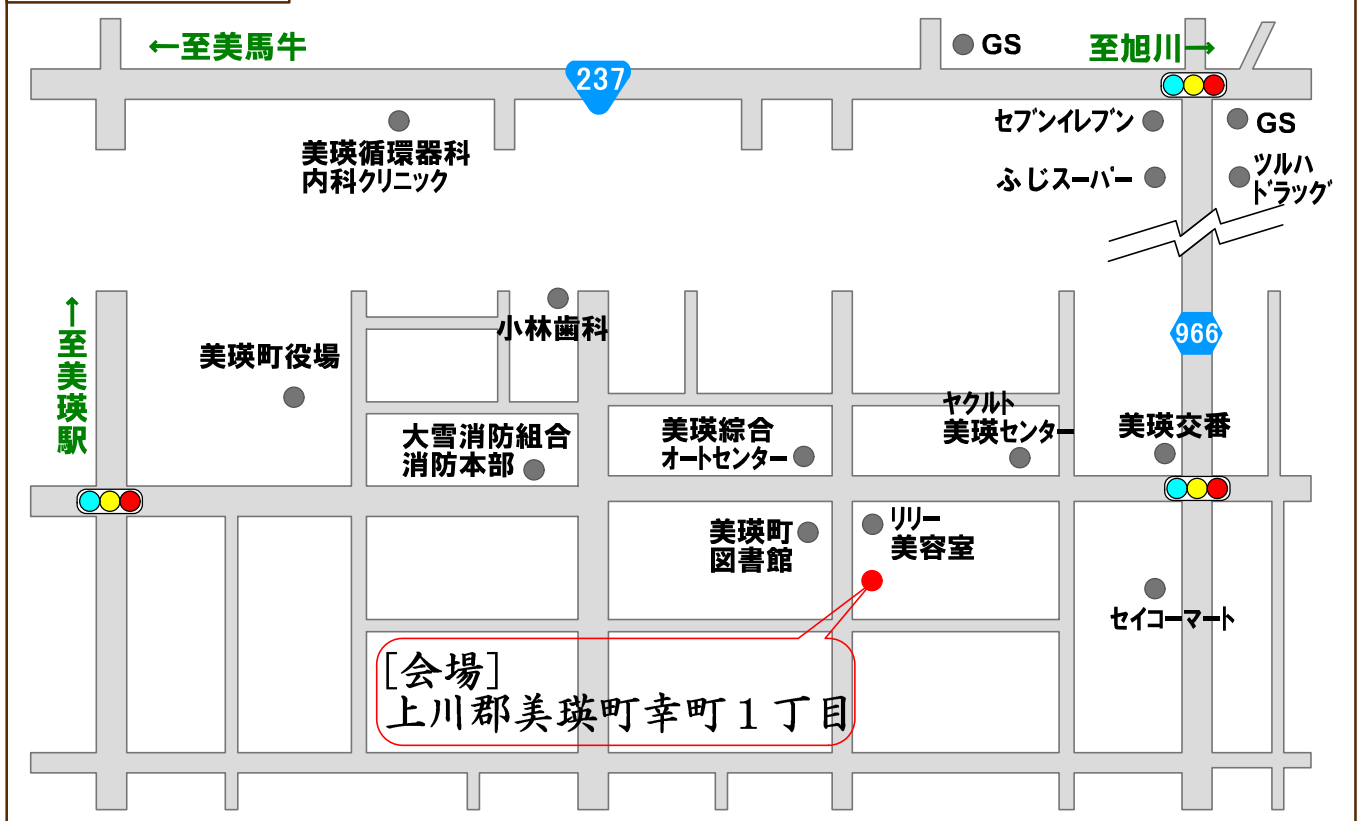 ←至美馬牛
GS
至旭川→
237
セブンイレブン
GS
美瑛循環器科
内科クリニック
ふじスーパー
ツルハ
ドラッグ
↑至美瑛駅
小林歯科
966
美瑛町役場
ヤクルト
美瑛センター
美瑛交番
大雪消防組合
消防本部
美瑛綜合
オートセンター
美瑛町
図書館
リリー
美容室
セイコーマート
[会場]
上川郡美瑛町幸町1丁目